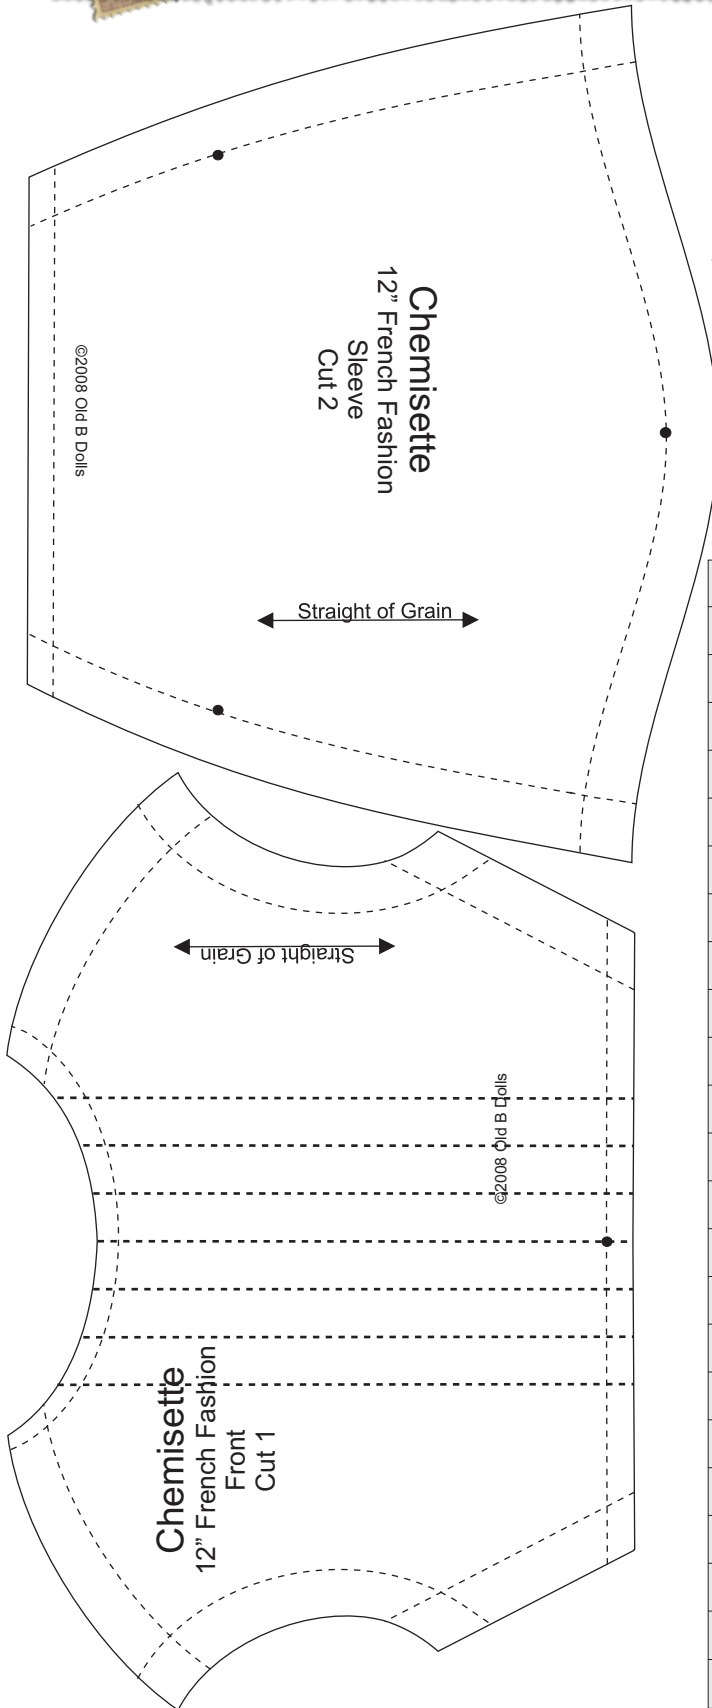 Chemisette
12” French Fashion
Sleeve
Cut 2
©2008 Old B Dolls
Straight of Grain
Straight of Grain
©2008 Old B Dolls
Chemisette
12” French Fashion
Front
Cut 1